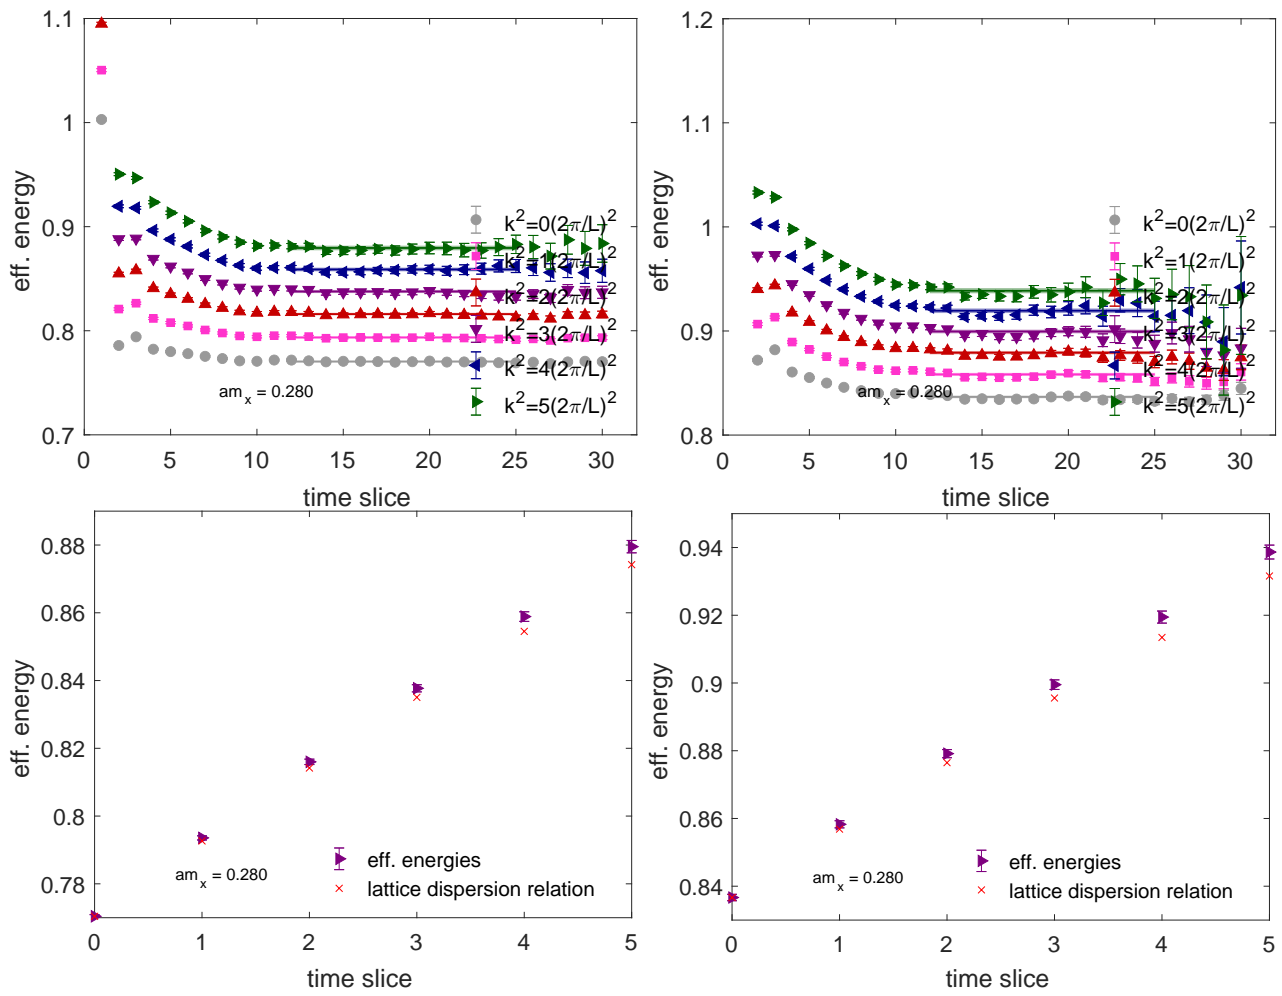 1.1
1
0.9
0.8
0.7
eff. energy
k²=0(2π/L)²
k²=1(2π/L)²
k²=2(2π/L)²
k²=3(2π/L)²
k²=4(2π/L)²
k²=5(2π/L)²
am_x = 0.280
0 5 10 15 20 25 30
time slice
1.2
1.1
1
0.9
0.8
eff. energy
k²=0(2π/L)²
k²=1(2π/L)²
k²=2(2π/L)²
k²=3(2π/L)²
k²=4(2π/L)²
k²=5(2π/L)²
am_x = 0.280
0 5 10 15 20 25 30
time slice
0.88
0.86
0.84
0.82
0.8
0.78
eff. energy
eff. energies
am_x = 0.280
lattice dispersion relation
0 1 2 3 4 5
time slice
0.94
0.92
0.9
0.88
0.86
0.84
eff. energy
eff. energies
am_x = 0.280
lattice dispersion relation
0 1 2 3 4 5
time slice